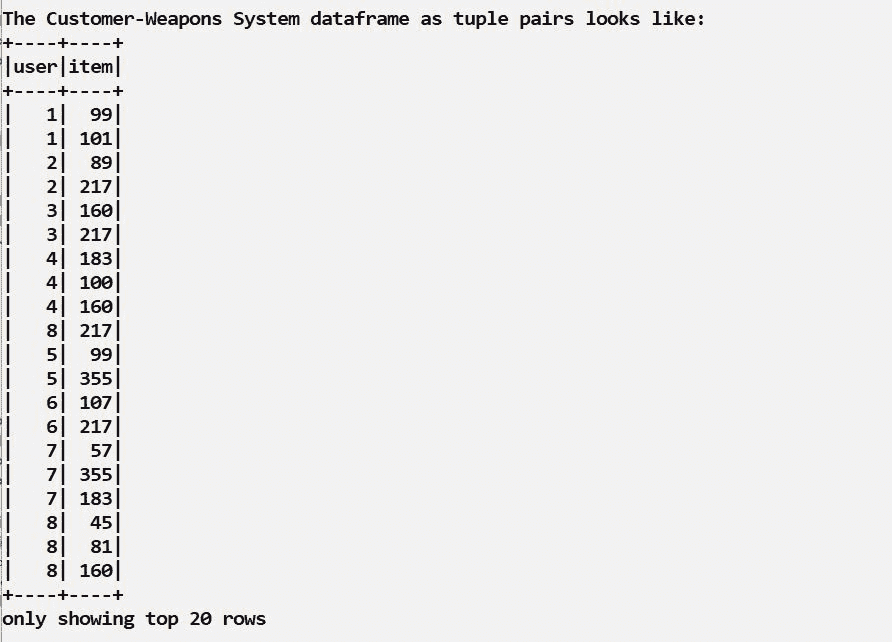 The Customer-Weapons System dataframe as tuple pairs looks like:
+----+----+
|user|item|
+----+----+
|   1|  99|
|   1| 101|
|   2|  89|
|   2| 217|
|   3| 160|
|   3| 217|
|   4| 183|
|   4| 100|
|   4| 160|
|   8| 217|
|   5|  99|
|   5| 355|
|   6| 107|
|   6| 217|
|   7|  57|
|   7| 355|
|   7| 183|
|   8|  45|
|   8|  81|
|   8| 160|
+----+----+
only showing top 20 rows